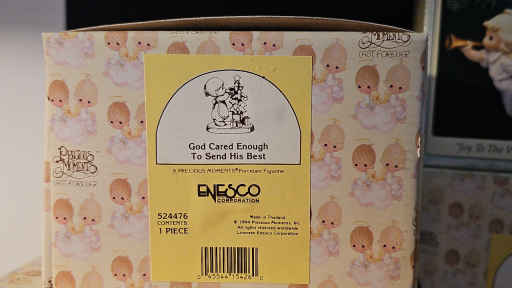 PRECIOUS MOMENTS
God Cared Enough
To Send His Best
A PRECIOUS MOMENTS® Porcelain Figurine
ENESCO
CORPORATION
524476
CONTENTS:
1 PIECE
Made in Thailand
© 1994 Precious Moments, Inc.
All rights reserved worldwide
Licensee Enesco Corporation
Joy To The